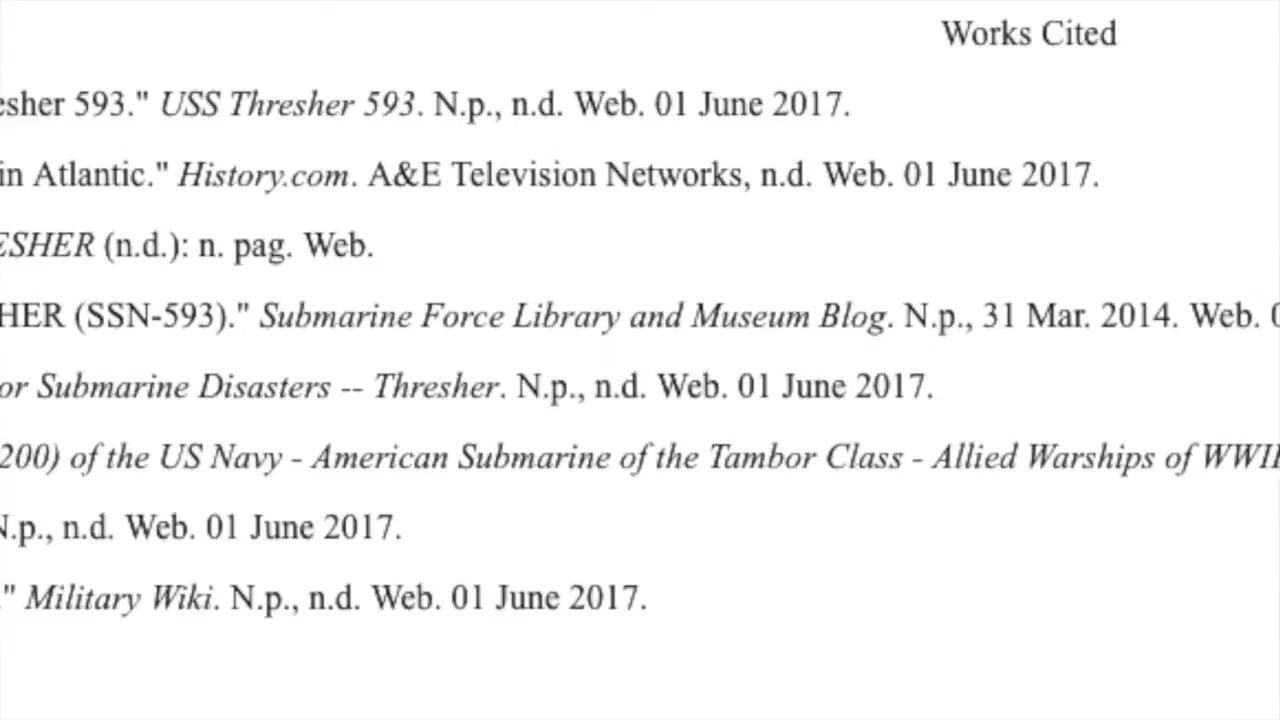 Works Cited
esher 593." USS Thresher 593. N.p., n.d. Web. 01 June 2017.
in Atlantic." History.com. A&E Television Networks, n.d. Web. 01 June 2017.
ESHER (n.d.): n. pag. Web.
HER (SSN-593)." Submarine Force Library and Museum Blog. N.p., 31 Mar. 2014. Web. 0
or Submarine Disasters -- Thresher. N.p., n.d. Web. 01 June 2017.
200) of the US Navy - American Submarine of the Tambor Class - Allied Warships of WWII
N.p., n.d. Web. 01 June 2017.
." Military Wiki. N.p., n.d. Web. 01 June 2017.